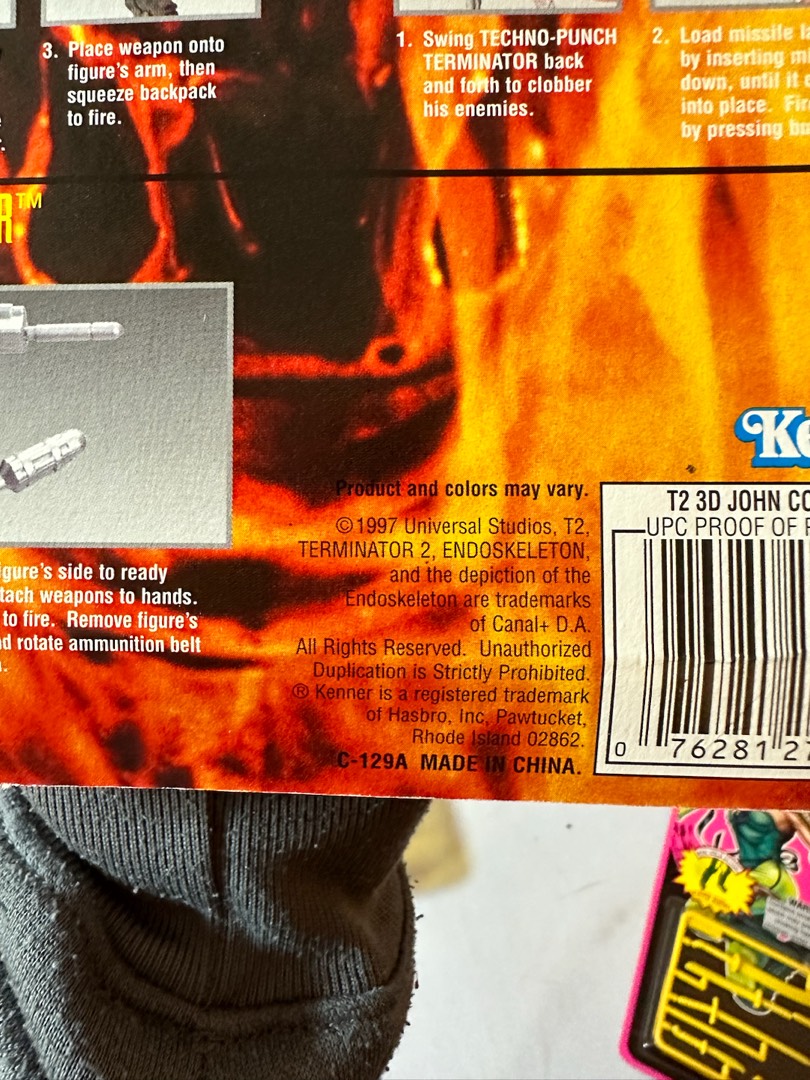 3. Place weapon onto
figure's arm, then
squeeze backpack
to fire.
1. Swing TECHNO-PUNCH
TERMINATOR back
and forth to clobber
his enemies.
2. Load missile
by inserting
down, until it
into place.
by pressing
R™
Ke
Product and colors may vary.
©1997 Universal Studios, T2,
TERMINATOR 2, ENDOSKELETON,
and the depiction of the
Endoskeleton are trademarks
of Canal+ D.A.
All Rights Reserved. Unauthorized
Duplication is Strictly Prohibited.
® Kenner is a registered trademark
of Hasbro, Inc, Pawtucket,
Rhode Island 02862.
C-129A MADE IN CHINA.
igure's side to ready
tach weapons to hands.
to fire. Remove figure's
d rotate ammunition belt
T2 3D JOHN CO
UPC PROOF OF
0 76281 2